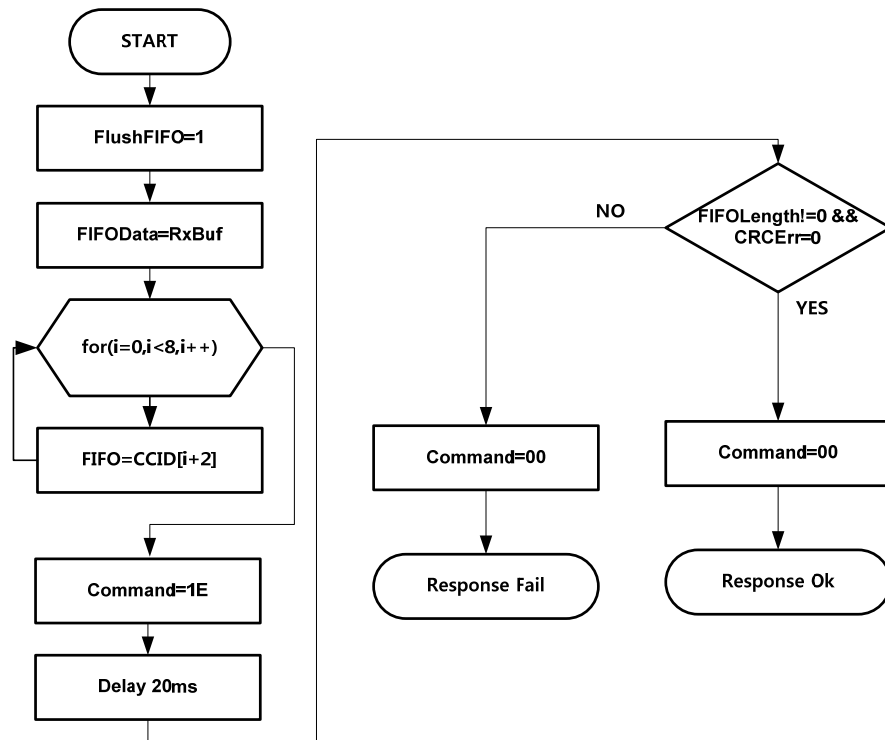 START
FlushFIFO=1
FIFOData=RxBuf
for(i=0,i<8,i++)
FIFO=CCID[i+2]
Command=1E
Delay 20ms
FIFOLength!=0 &&
CRCErr=0
NO
YES
Command=00
Response Fail
Command=00
Response Ok